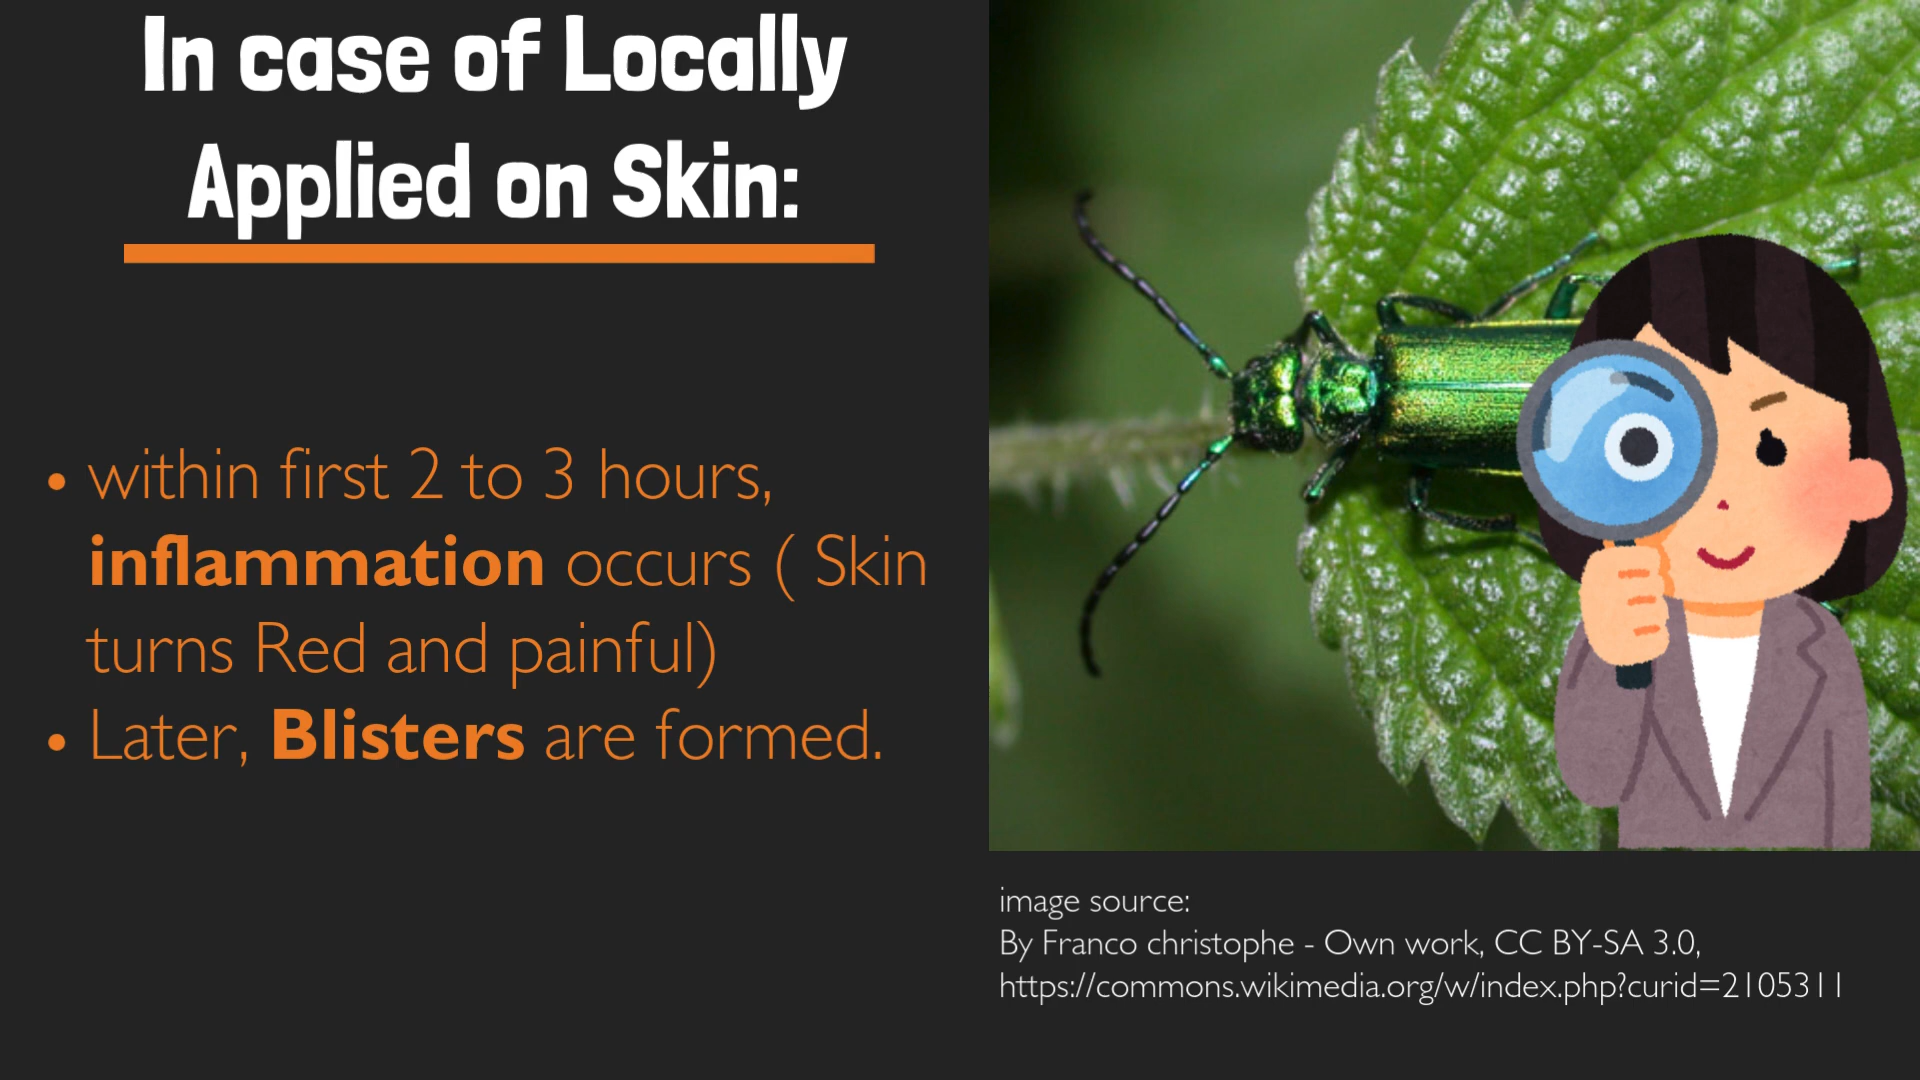 In case of Locally
Applied on Skin:
• within first 2 to 3 hours,
inflammation occurs ( Skin
turns Red and painful)
• Later, Blisters are formed.
image source:
By Franco christophe - Own work, CC BY-SA 3.0,
https://commons.wikimedia.org/w/index.php?curid=2105311